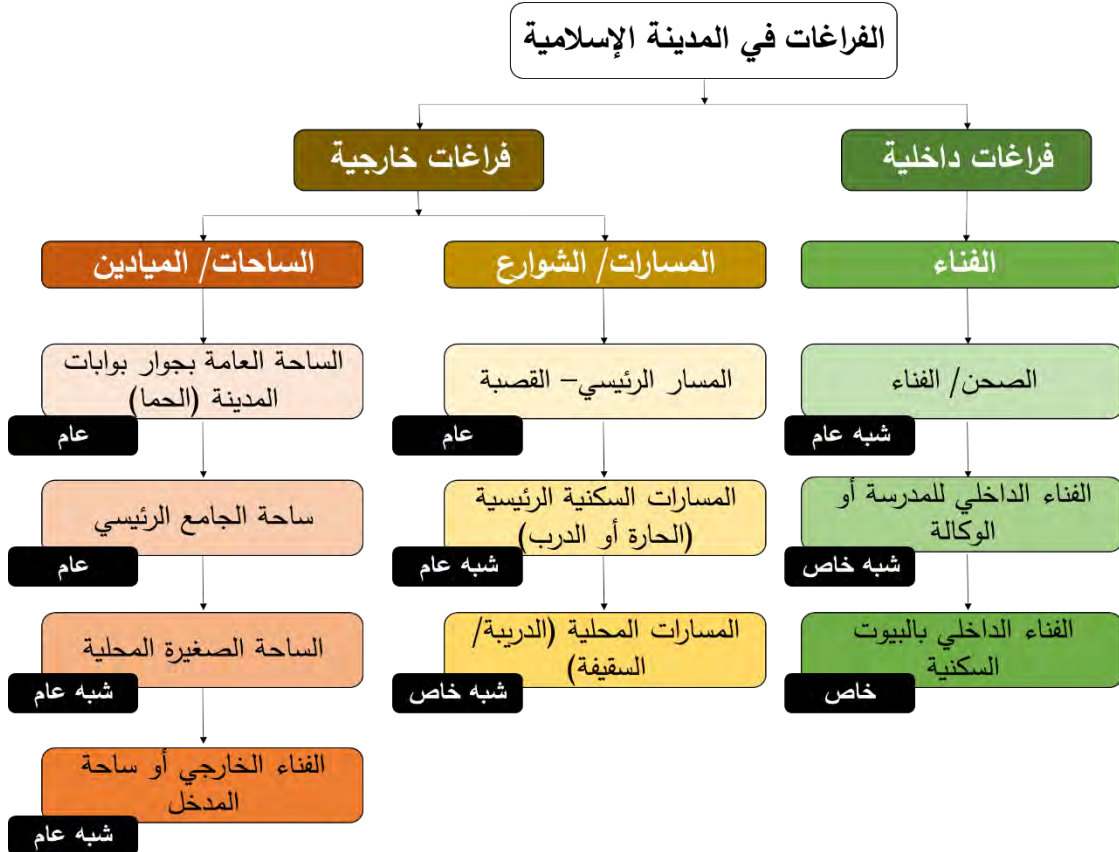 الفراغات في المدينة الإسلامية
فراغات داخلية
فراغات خارجية
الفناء
المسارات/ الشوارع
الساحات/ الميادين
الصحن/ الفناء
شبه عام
المسار الرئيسي– القصبة
عام
الساحة العامة بجوار بوابات
المدينة (الحما)
عام
الفناء الداخلي للمدرسة أو
الوكالة
شبه خاص
المسارات السكنية الرئيسية
(الحارة أو الدرب)
شبه عام
ساحة الجامع الرئيسي
عام
الفناء الداخلي بالبيوت
السكنية
خاص
المسارات المحلية (الدريبة/
السقيفة)
شبه خاص
الساحة الصغيرة المحلية
شبه عام
الفناء الخارجي أو ساحة
المدخل
شبه عام